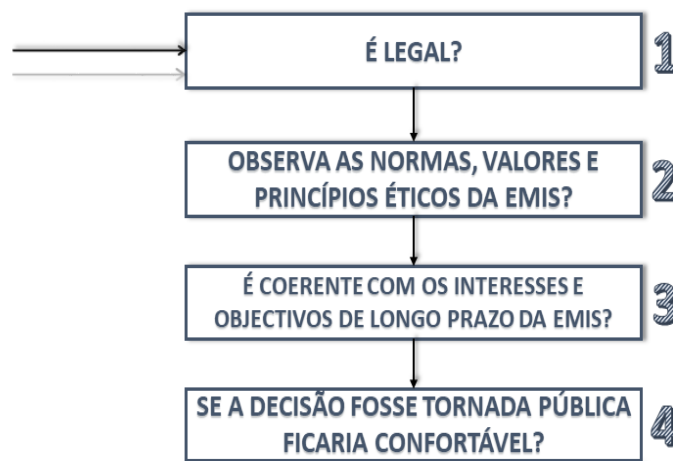 É LEGAL?
1
OBSERVA AS NORMAS, VALORES E
PRINCÍPIOS ÉTICOS DA EMIS?
2
É COERENTE COM OS INTERESSES E
OBJECTIVOS DE LONGO PRAZO DA EMIS?
3
SE A DECISÃO FOSSE TORNADA PÚBLICA
FICARIA CONFORTÁVEL?
4